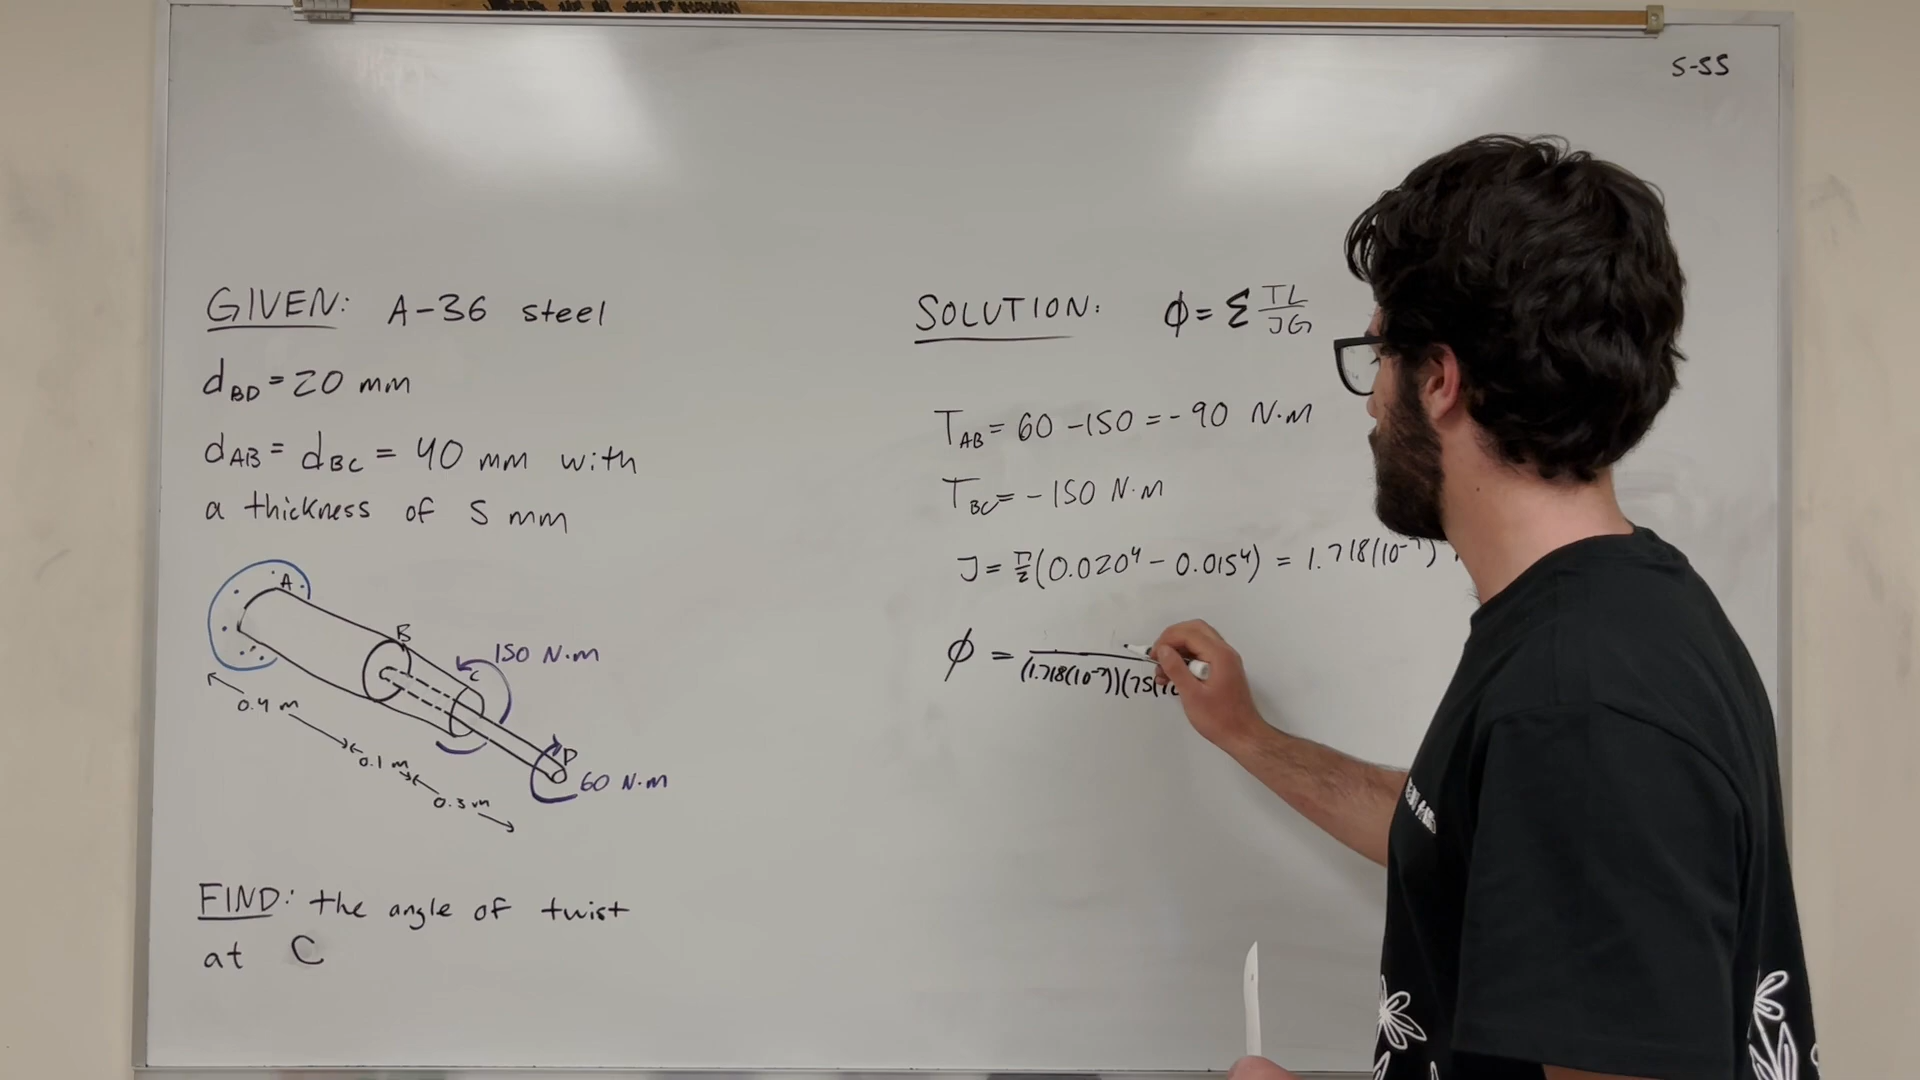 S-55
GIVEN: A-36 steel
d_BD = 20 mm
d_AB = d_BC = 40 mm with
a thickness of 5 mm
A
B
C
D
150 N·m
60 N·m
0.4 m
0.1 m
0.3 m
FIND: the angle of twist
at C
SOLUTION: φ = Σ TL/JG
T_AB = 60 - 150 = - 90 N·m
T_BC = - 150 N·m
J = π/2 (0.020⁴ - 0.015⁴) = 1.718(10⁻⁷)
φ = 
(1.718(10⁻⁷))(75(10